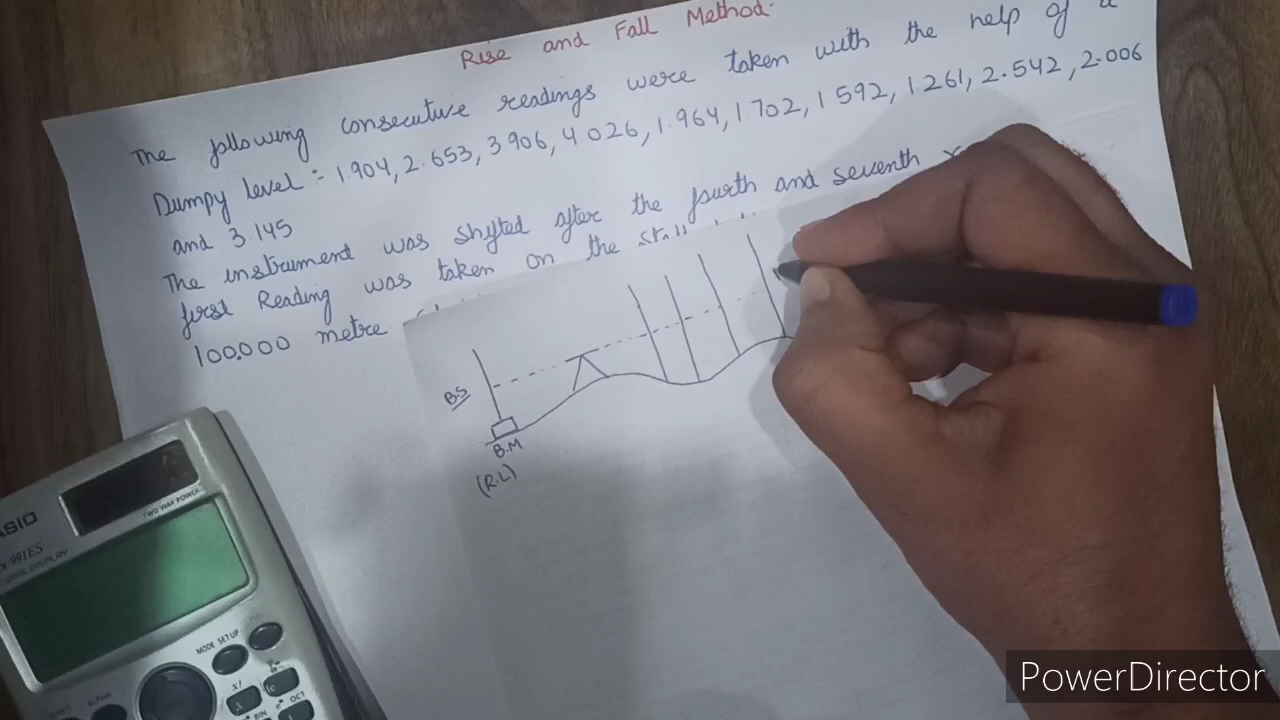 Rise and Fall Method.
The following consecutive readings were taken with the help of a
Dumpy level :- 1.904, 2.653, 3.906, 4.026, 1.964, 1.702, 1.592, 1.261, 2.542, 2.006
and 3.145
The instrument was shifted after the fourth and seventh
first Reading was taken on the staff
100.000 metre
BS
B.M
(R.L)
TWO WAY POWER
MODE SETUP
x!
OCT
BIN
PowerDirector